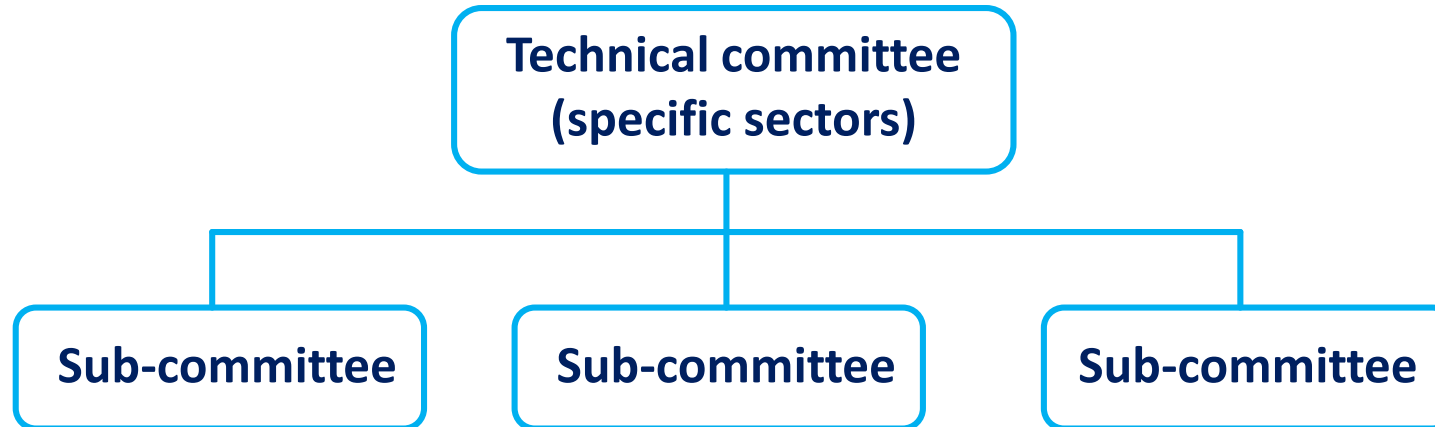 Technical committee
(specific sectors)
Sub-committee
Sub-committee
Sub-committee